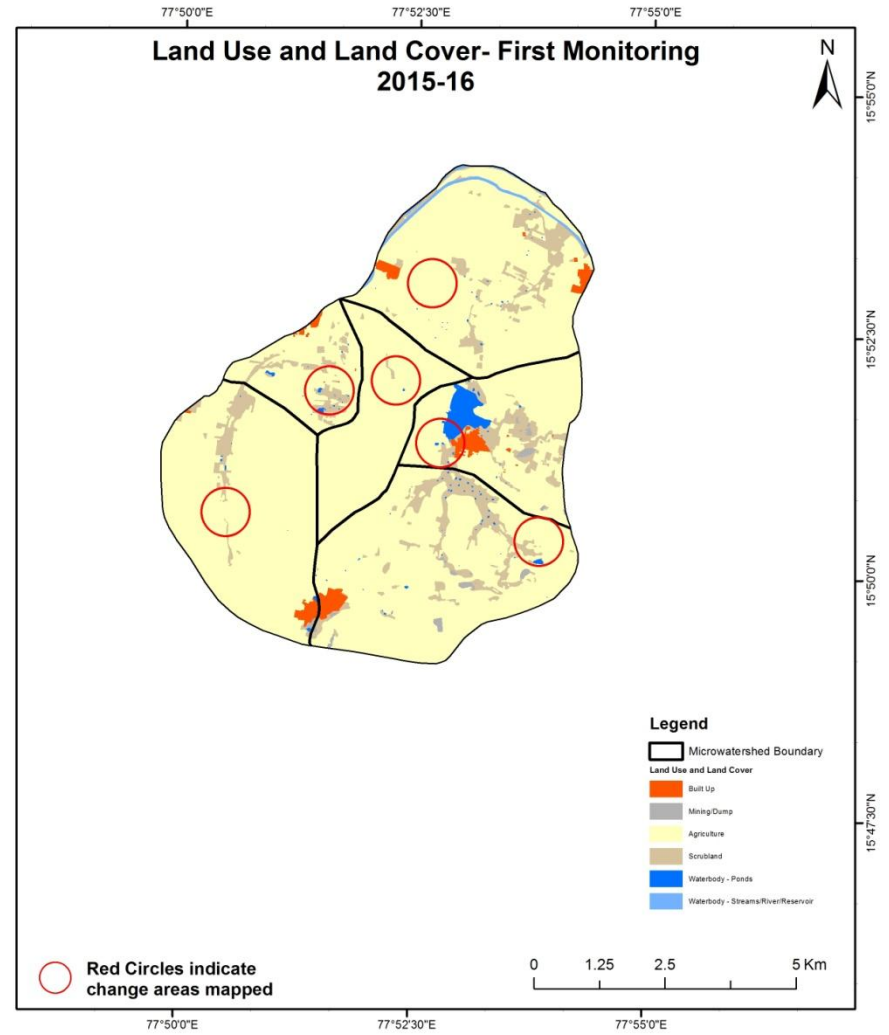 77°50'0"E 77°52'30"E 77°55'0"E
Land Use and Land Cover- First Monitoring
2015-16
N
15°55'0"N
15°52'30"N
15°50'0"N
15°47'30"N
Legend
Microwatershed Boundary
Land Use and Land Cover
Built Up
Mining/Dump
Agriculture
Scrubland
Waterbody - Ponds
Waterbody - Streams/River/Reservoir
Red Circles indicate
change areas mapped
0 1.25 2.5 5 Km
77°50'0"E 77°52'30"E 77°55'0"E